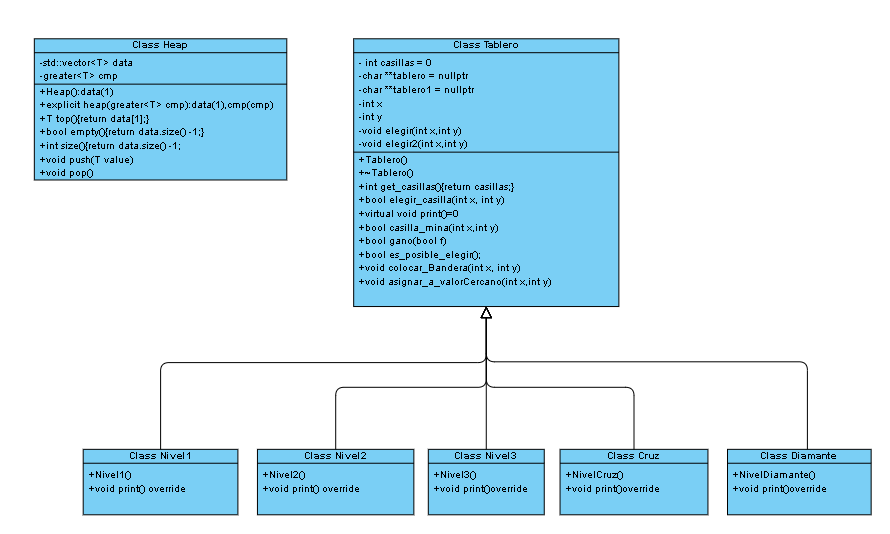 Class Heap
-std::vector<T> data
-greater<T> cmp
+Heap():data(1)
+explicit heap(greater<T> cmp):data(1),cmp(cmp)
+T top(){return data[1];}
+bool empty(){return data.size() -1;}
+int size(){return data.size() -1;
+void push(T value)
+void pop()
Class Tablero
- int casillas = 0
-char **tablero = nullptr
-char **tablero1 = nullptr
-int x
-int y
-void elegir(int x,int y)
-void elegir2(int x,int y)
+Tablero()
+~Tablero()
+int get_casillas(){return casillas;}
+bool elegir_casilla(int x, int y)
+virtual void print()=0
+bool casilla_mina(int x,int y)
+bool gano(bool f)
+bool es_posible_elegir();
+void colocar_Bandera(int x, int y)
+void asignar_a_valorCercano(int x,int y)
Class Nivel1
+Nivel1()
+void print() override
Class Nivel2
+Nivel2()
+void print() override
Class Nivel3
+Nivel3()
+void print()override
Class Cruz
+NivelCruz()
+void print()override
Class Diamante
+NivelDiamante()
+void print()override